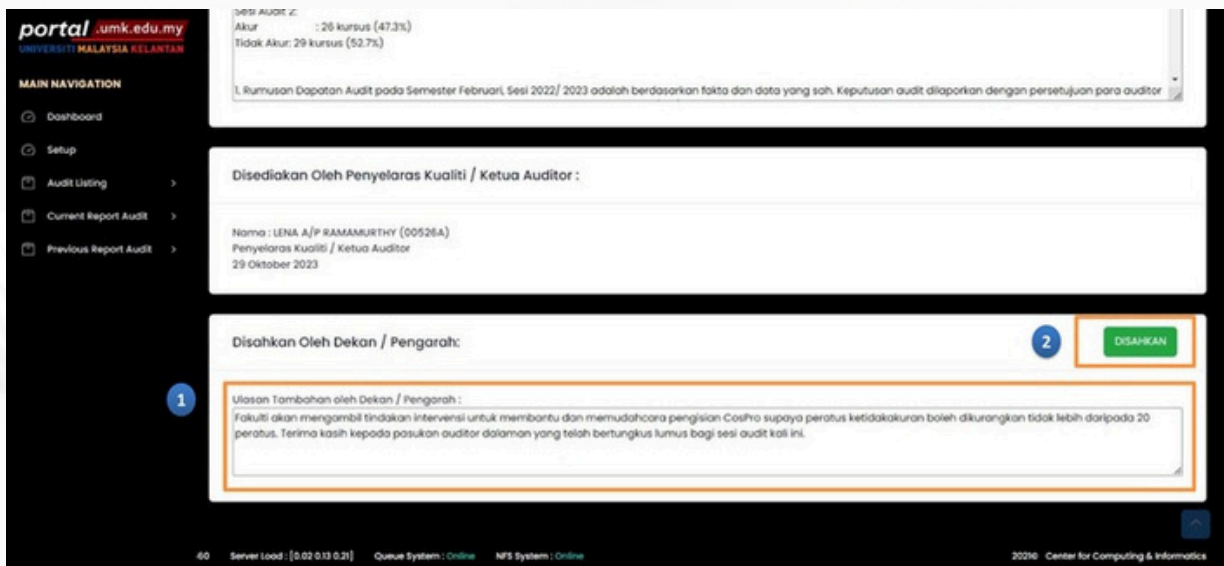 portal .umk.edu.my
UNIVERSITI MALAYSIA KELANTAN
MAIN NAVIGATION
Dashboard
Setup
Audit Listing
Current Report Audit
Previous Report Audit
Sesi Audit 2:
Akur : 26 kursus (47.3%)
Tidak Akur: 29 kursus (52.7%)
1. Rumusan Dapatan Audit pada Semester Februari, Sesi 2022/ 2023 adalah berdasarkan fakta dan data yang sah. Keputusan audit dilaporkan dengan persetujuan para auditor
Disediakan Oleh Penyelaras Kualiti / Ketua Auditor :
Nama : LENA A/P RAMAMURTHY (00526A)
Penyelaras Kualiti / Ketua Auditor
29 Oktober 2023
Disahkan Oleh Dekan / Pengarah:
2
DISAHKAN
1
Ulasan Tambahan oleh Dekan / Pengarah :
Fakulti akan mengambil tindakan intervensi untuk membantu dan memudahcara pengisian CosPro supaya peratus ketidakakuran boleh dikurangkan tidak lebih daripada 20
peratus. Terima kasih kepada pasukan auditor dalaman yang telah bertungkus lumus bagi sesi audit kali ini.
60 Server Load : [0.02 0.13 0.21] Queue System : Online NFS System : Online
2021© Center for Computing & Informatics